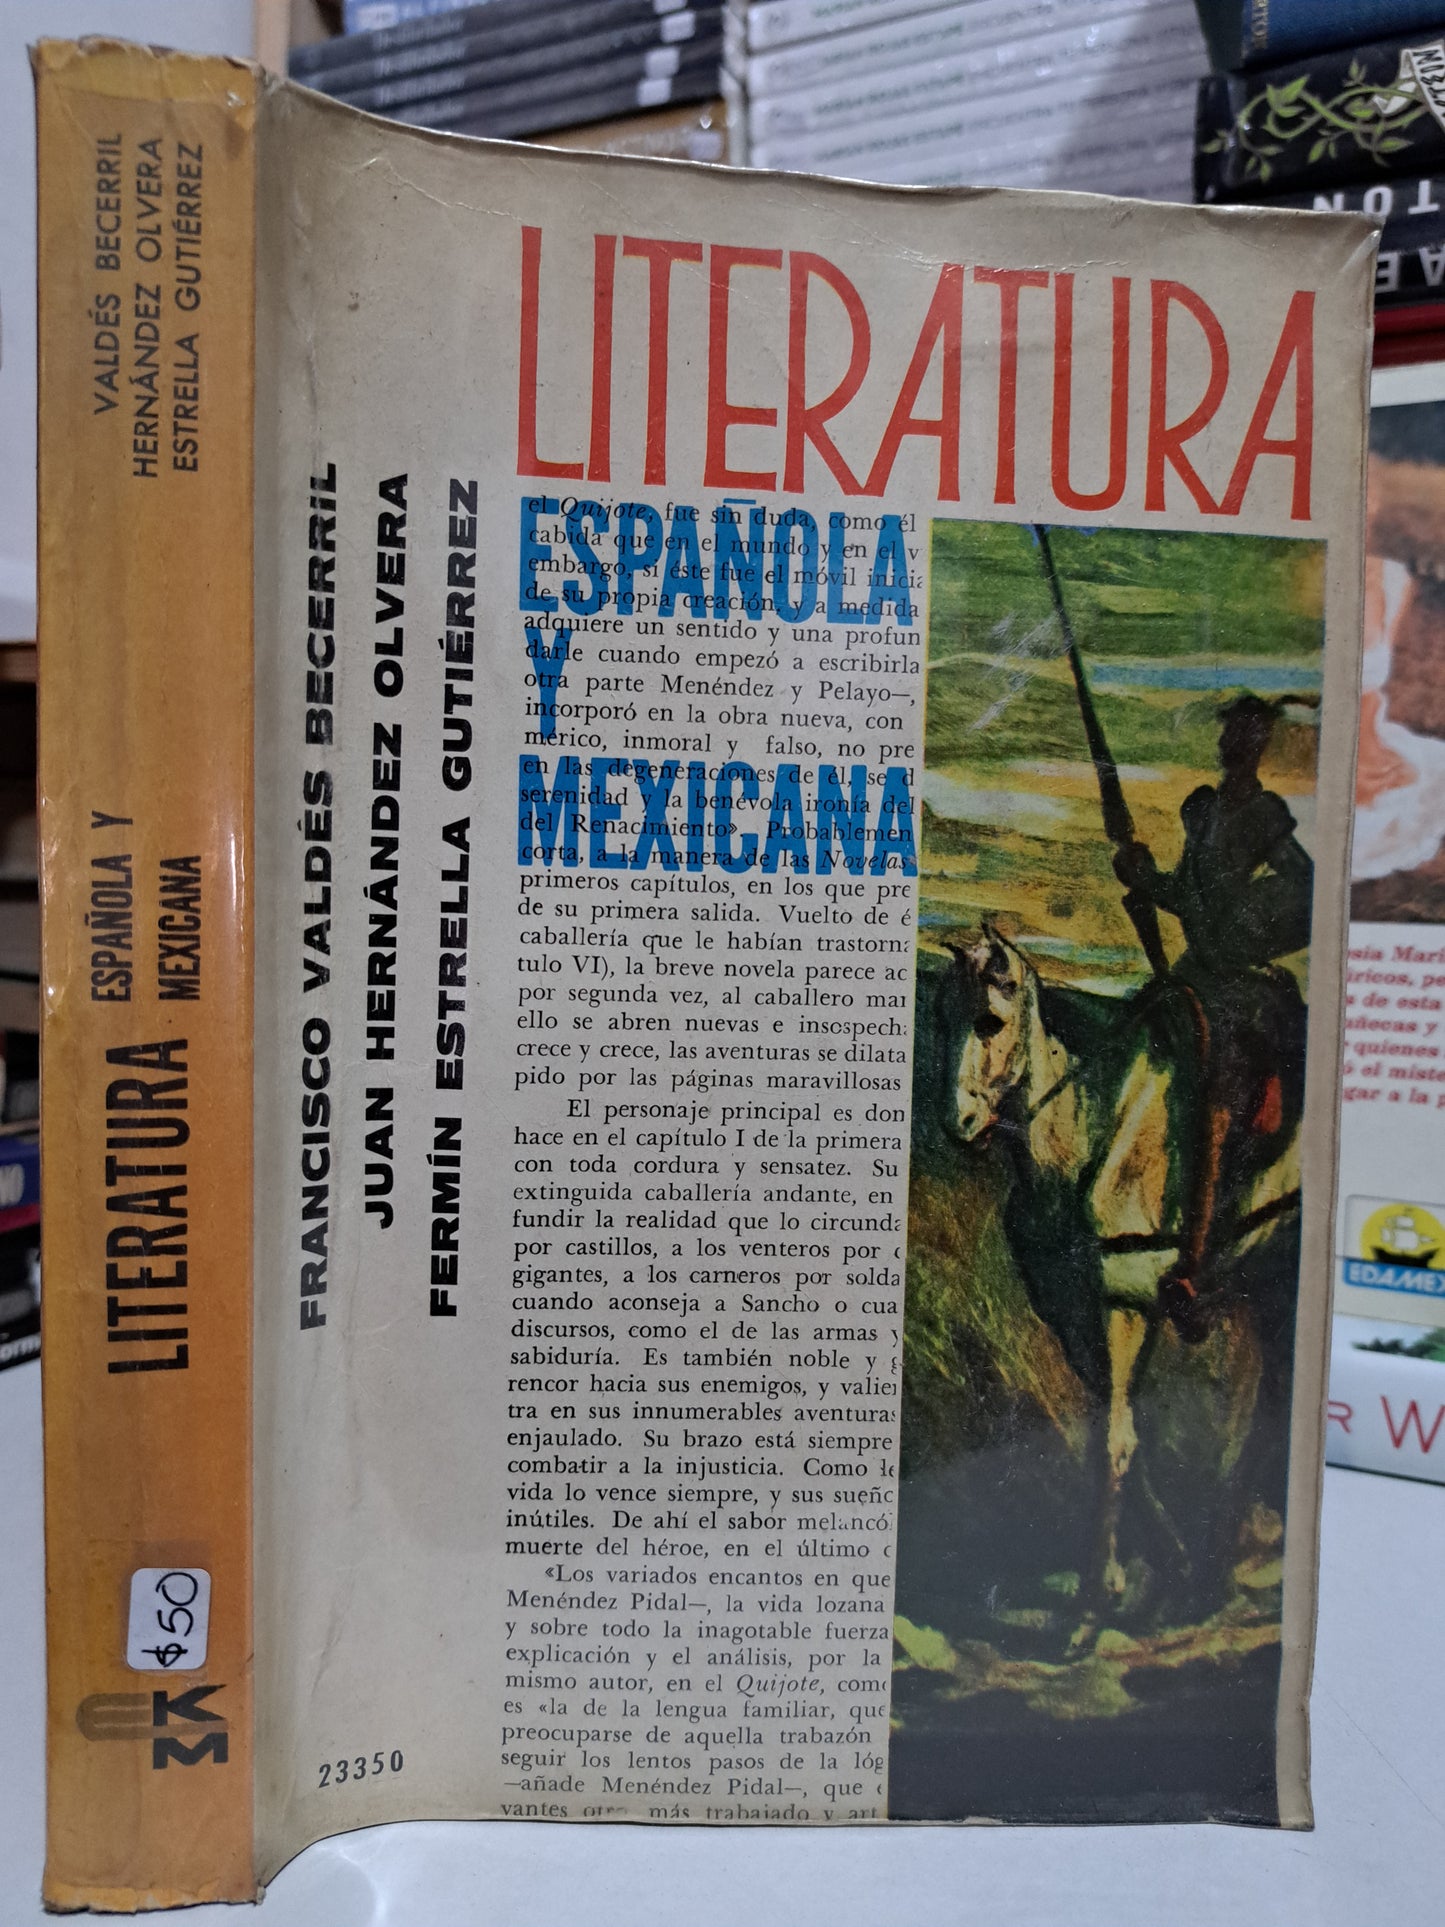 VALDÉS BECERRIL
HERNÁNDEZ OLVERA
ESTRELLA GUTIÉRREZ
LITERATURA ESPAÑOLA Y
MEXICANA
$50
FRANCISCO VALDÉS BECERRIL
JUAN HERNÁNDEZ OLVERA
FERMÍN ESTRELLA GUTIÉRREZ
23350
LITERATURA
ESPAÑOLA
Y
MEXICANA
el Quijote, fue sin duda, como él
cabida que en el mundo y en el v
embargo, si éste fue el móvil inicia
de su propia creación, y a medida
adquiere un sentido y una profun
darle cuando empezó a escribirla
otra parte Menéndez y Pelayo—,
incorporó en la obra nueva, con
mérico, inmoral y falso, no pre
en las degeneraciones de él, se d
serenidad y la benévola ironía del
del Renacimiento». Probablemen
corta, a la manera de las Novelas
primeros capítulos, en los que pre
de su primera salida. Vuelto de é
caballería que le habían trastorna
tulo VI), la breve novela parece ac
por segunda vez, al caballero man
ello se abren nuevas e insospecha
crece y crece, las aventuras se dilata
pido por las páginas maravillosas
El personaje principal es don
hace en el capítulo I de la primera
con toda cordura y sensatez. Su
extinguida caballería andante, en
fundir la realidad que lo circunda
por castillos, a los venteros por
gigantes, a los carneros por solda
cuando aconseja a Sancho o cua
discursos, como el de las armas y
sabiduría. Es también noble y g
rencor hacia sus enemigos, y valien
tra en sus innumerables aventuras
enjaulado. Su brazo está siempre
combatir a la injusticia. Como le
vida lo vence siempre, y sus sueño
inútiles. De ahí el sabor melancó
muerte del héroe, en el último
«Los variados encantos en que
Menéndez Pidal—, la vida lozana
y sobre todo la inagotable fuerza
explicación y el análisis, por la
mismo autor, en el Quijote, como
es «la de la lengua familiar, que
preocuparse de aquella trabazón
seguir los lentos pasos de la lóg
—añade Menéndez Pidal—, que
vantes otro más trabajado y art
EDAMEX
R W